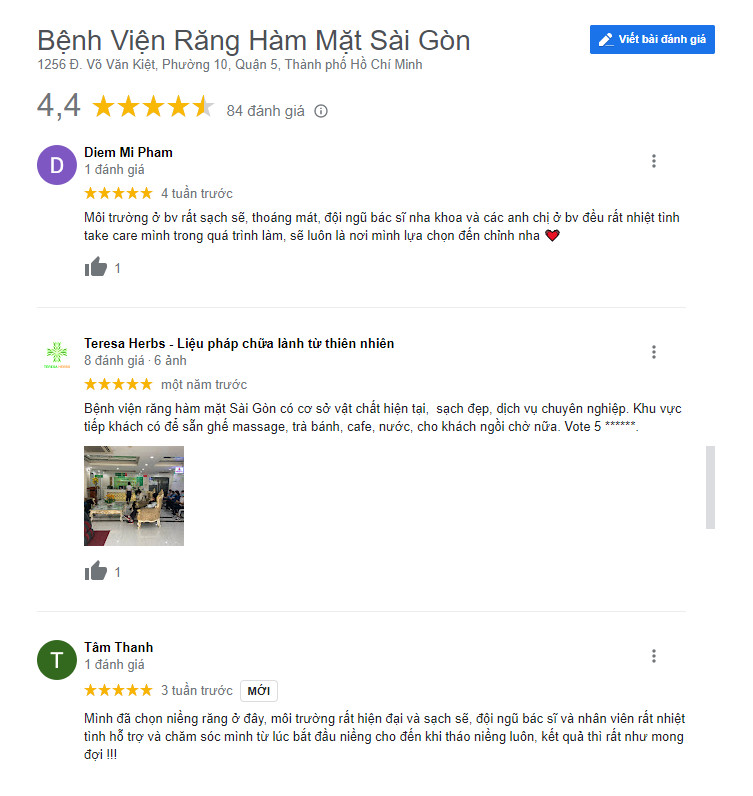 Bệnh Viện Răng Hàm Mặt Sài Gòn
Viết bài đánh giá
1256 Đ. Võ Văn Kiệt, Phường 10, Quận 5, Thành phố Hồ Chí Minh
4,4 84 đánh giá
D
Diem Mi Pham
1 đánh giá
4 tuần trước
Môi trường ở bv rất sạch sẽ, thoáng mát, đội ngũ bác sĩ nha khoa và các anh chị ở bv đều rất nhiệt tình
take care mình trong quá trình làm, sẽ luôn là nơi mình lựa chọn đến chỉnh nha ❤
1
TERESA HERBS
Teresa Herbs - Liệu pháp chữa lành từ thiên nhiên
8 đánh giá · 6 ảnh
một năm trước
Bệnh viện răng hàm mặt Sài Gòn có cơ sở vật chất hiện tại, sạch đẹp, dịch vụ chuyên nghiệp. Khu vực
tiếp khách có để sẵn ghế massage, trà bánh, cafe, nước, cho khách ngồi chờ nữa. Vote 5 ******.
1
T
Tâm Thanh
1 đánh giá
3 tuần trước MỚI
Mình đã chọn niềng răng ở đây, môi trường rất hiện đại và sạch sẽ, đội ngũ bác sĩ và nhân viên rất nhiệt
tình hỗ trợ và chăm sóc mình từ lúc bắt đầu niềng cho đến khi tháo niềng luôn, kết quả thì rất như mong
đợi !!!